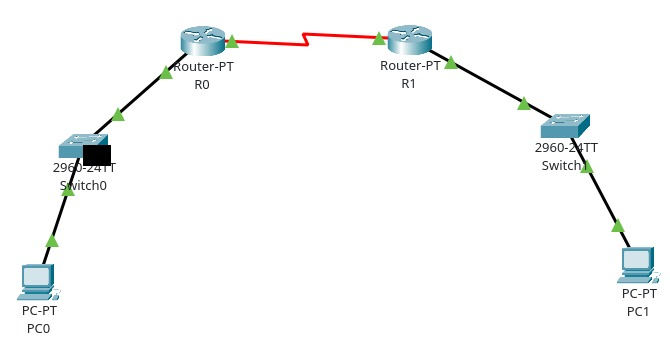 Router-PT
R0
Router-PT
R1
2960-24TT
Switch0
2960-24TT
Switch1
PC-PT
PC0
PC-PT
PC1